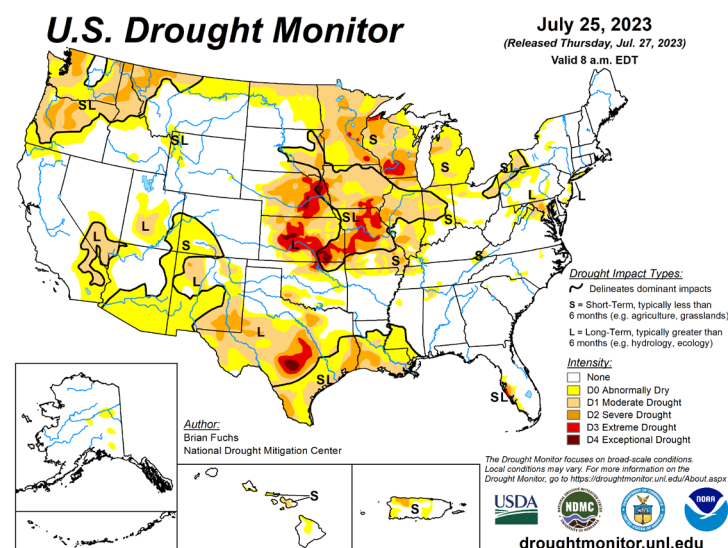 U.S. Drought Monitor
July 25, 2023
(Released Thursday, Jul. 27, 2023)
Valid 8 a.m. EDT
SL
SL
S
S
SL
L
L
SL
S
L
L
S
L
L
S
S
L
L
SL
SL
S
S
Drought Impact Types:
Delineates dominant impacts
S = Short-Term, typically less than
6 months (e.g. agriculture, grasslands)
L = Long-Term, typically greater than
6 months (e.g. hydrology, ecology)
Intensity:
None
D0 Abnormally Dry
D1 Moderate Drought
D2 Severe Drought
D3 Extreme Drought
D4 Exceptional Drought
Author:
Brian Fuchs
National Drought Mitigation Center
The Drought Monitor focuses on broad-scale conditions.
Local conditions may vary. For more information on the
Drought Monitor, go to https://droughtmonitor.unl.edu/About.aspx
USDA
NDMC
NOAA
droughtmonitor.unl.edu